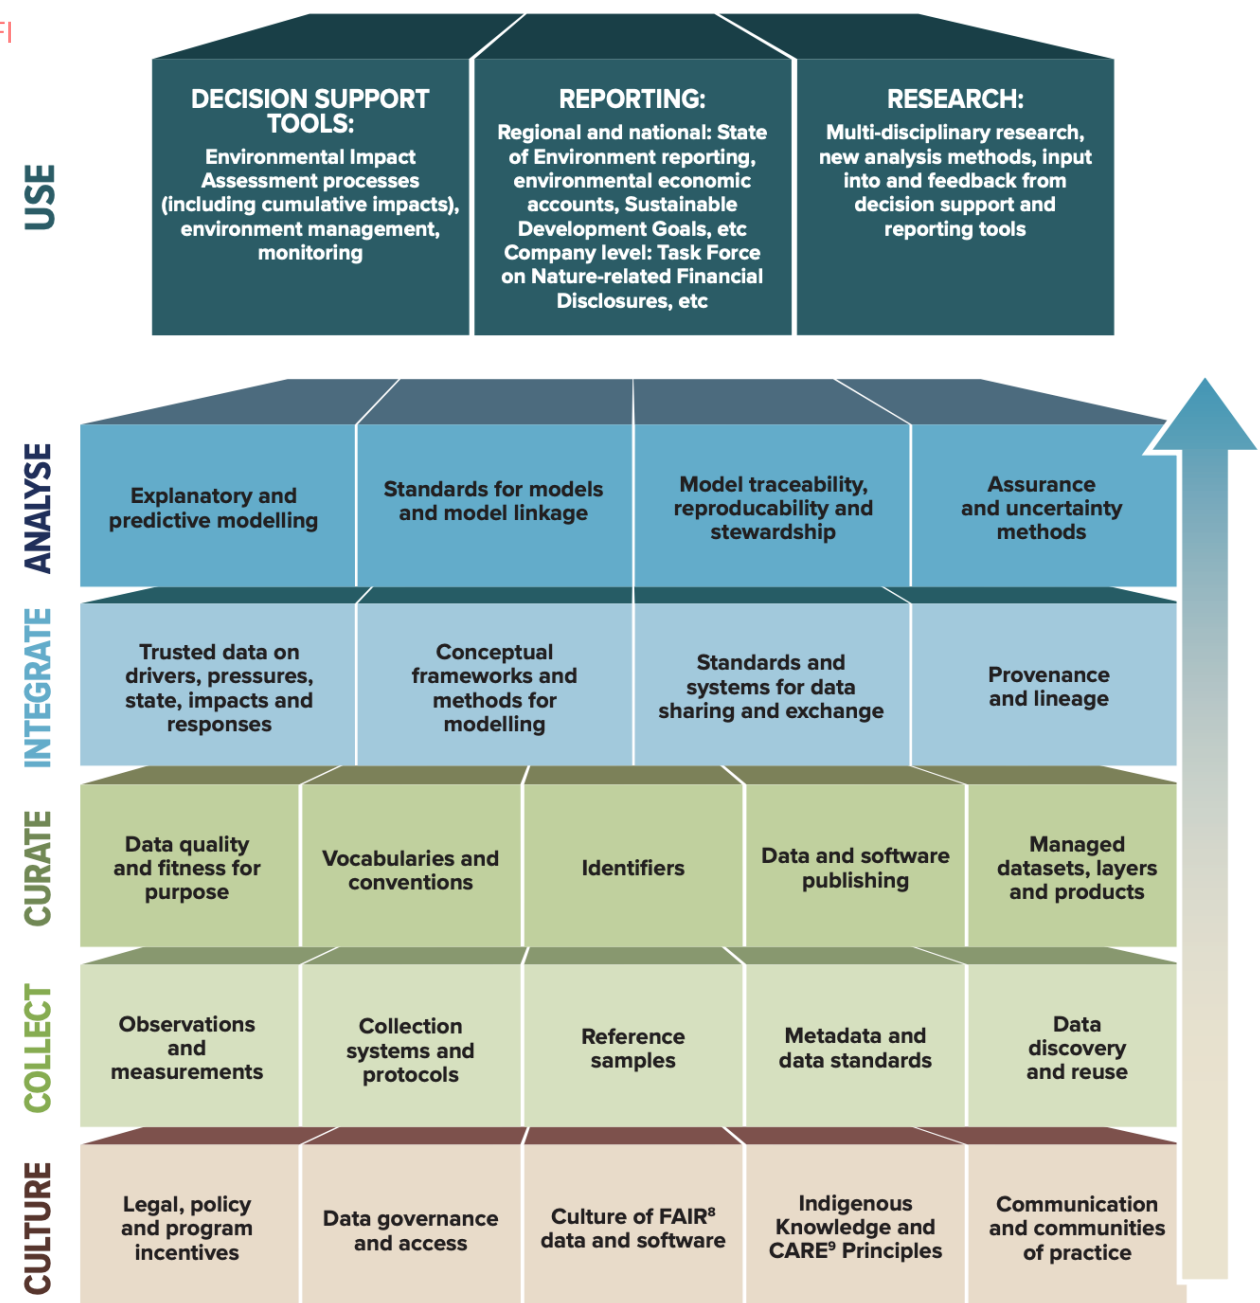 FI
USE
DECISION SUPPORT
TOOLS:
Environmental Impact
Assessment processes
(including cumulative impacts),
environment management,
monitoring
REPORTING:
Regional and national: State
of Environment reporting,
environmental economic
accounts, Sustainable
Development Goals, etc
Company level: Task Force
on Nature-related Financial
Disclosures, etc
RESEARCH:
Multi-disciplinary research,
new analysis methods, input
into and feedback from
decision support and
reporting tools
ANALYSE
Explanatory and
predictive modelling
Standards for models
and model linkage
Model traceability,
reproducability and
stewardship
Assurance
and uncertainty
methods
INTEGRATE
Trusted data on
drivers, pressures,
state, impacts and
responses
Conceptual
frameworks and
methods for
modelling
Standards and
systems for data
sharing and exchange
Provenance
and lineage
CURATE
Data quality
and fitness for
purpose
Vocabularies and
conventions
Identifiers
Data and software
publishing
Managed
datasets, layers
and products
COLLECT
Observations
and
measurements
Collection
systems and
protocols
Reference
samples
Metadata and
data standards
Data
discovery
and reuse
CULTURE
Legal, policy
and program
incentives
Data governance
and access
Culture of FAIR⁸
data and software
Indigenous
Knowledge and
CARE⁹ Principles
Communication
and communities
of practice